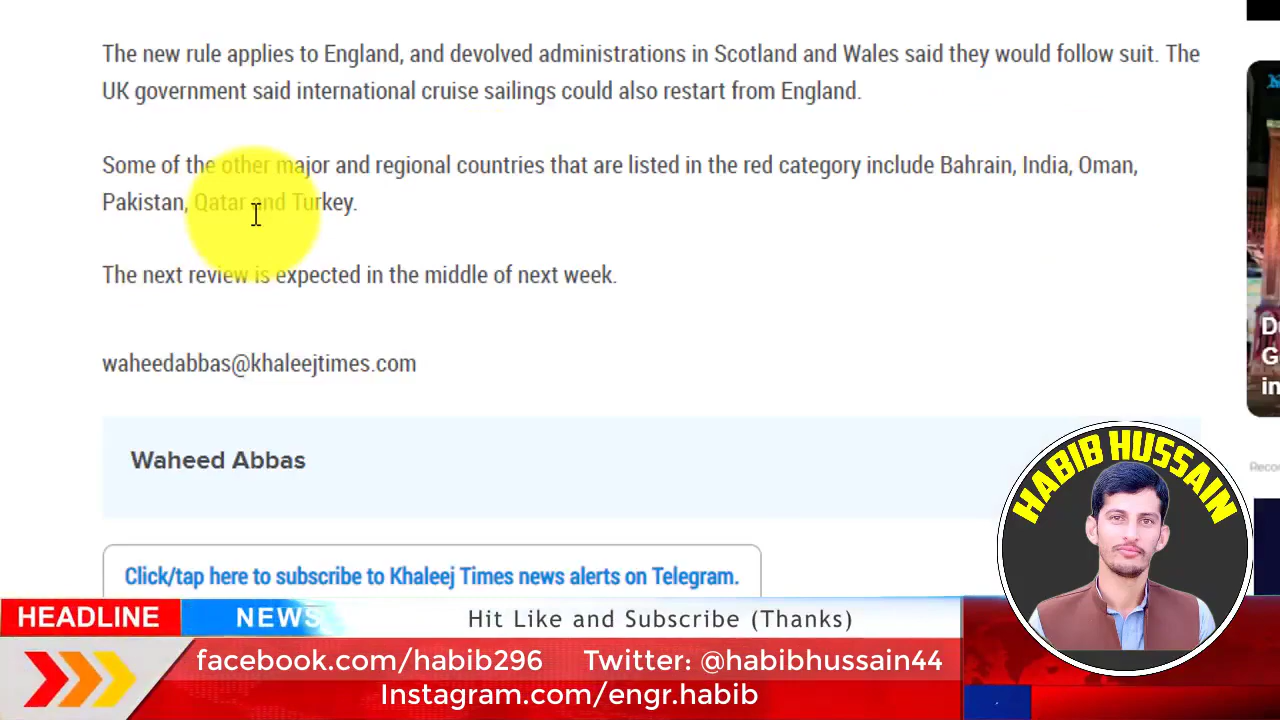 The new rule applies to England, and devolved administrations in Scotland and Wales said they would follow suit. The
UK government said international cruise sailings could also restart from England.
Some of the other major and regional countries that are listed in the red category include Bahrain, India, Oman,
Pakistan, Qatar and Turkey.
The next review is expected in the middle of next week.
waheedabbas@khaleejtimes.com
Waheed Abbas
Click/tap here to subscribe to Khaleej Times news alerts on Telegram.
HABIB HUSSAIN
HEADLINE NEWS Hit Like and Subscribe (Thanks)
facebook.com/habib296 Twitter: @habibhussain44
Instagram.com/engr.habib